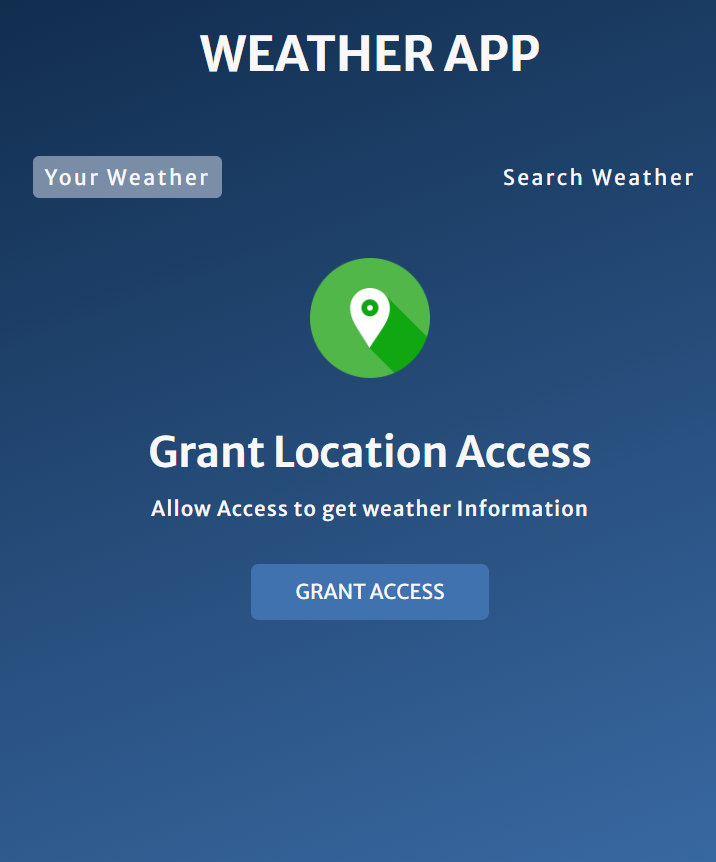 WEATHER APP
Your Weather
Search Weather
Grant Location Access
Allow Access to get weather Information
GRANT ACCESS